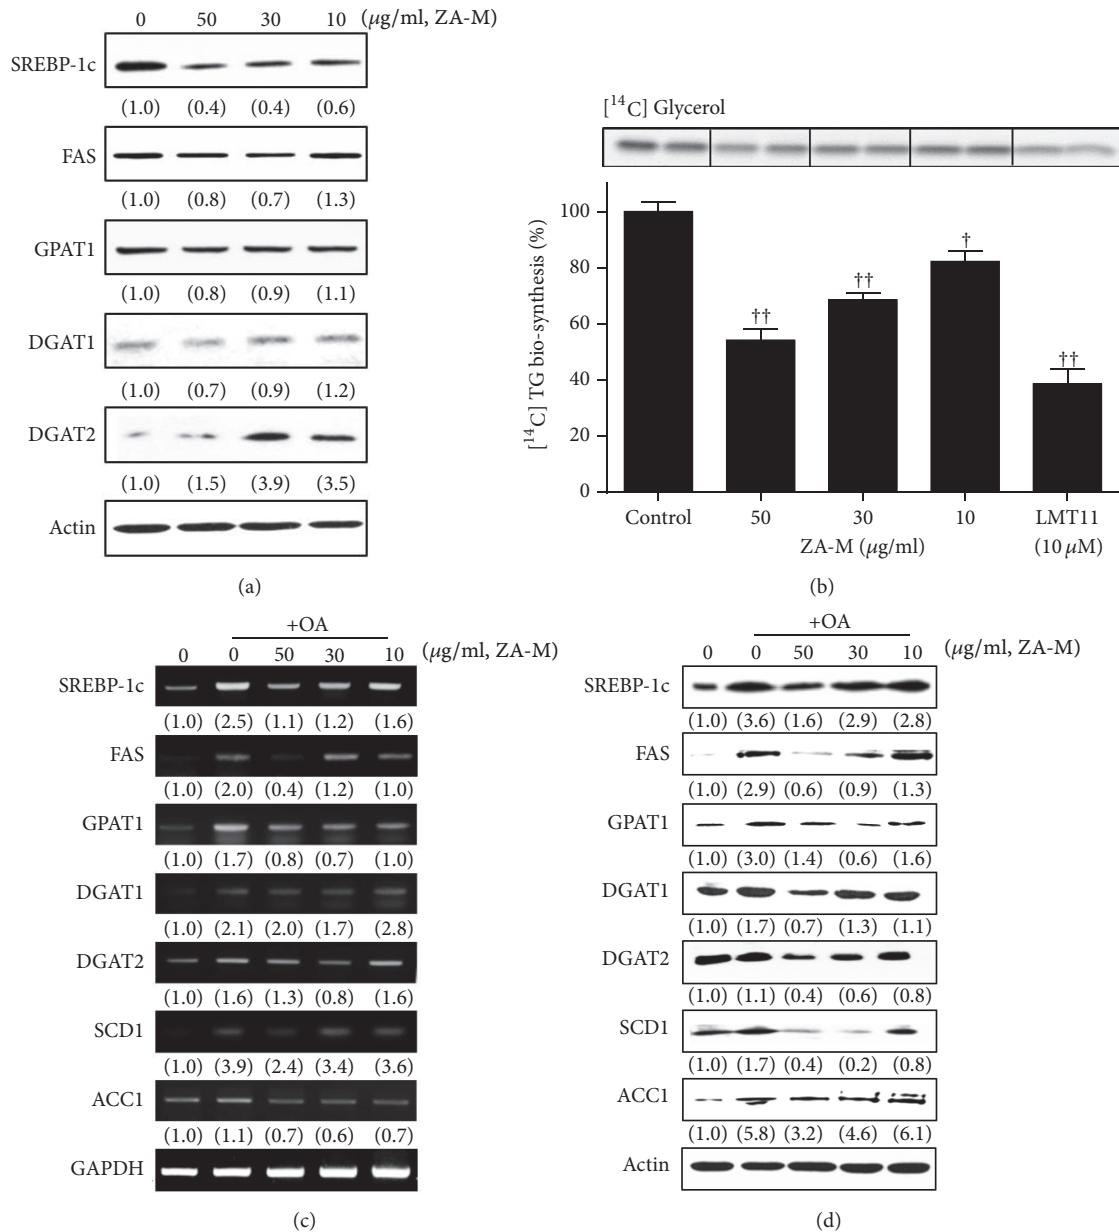 0 50 30 10 (μg/ml, ZA-M)
SREBP-1c
(1.0) (0.4) (0.4) (0.6)
FAS
(1.0) (0.8) (0.7) (1.3)
GPAT1
(1.0) (0.8) (0.9) (1.1)
DGAT1
(1.0) (0.7) (0.9) (1.2)
DGAT2
(1.0) (1.5) (3.9) (3.5)
Actin
(a)
[¹⁴C] Glycerol
[¹⁴C] TG bio-synthesis (%)
100
80
60
40
20
0
††
††
†
††
Control 50 30 10 LMT11
ZA-M (μg/ml) (10 μM)
(b)
+OA
0 0 50 30 10 (μg/ml, ZA-M)
SREBP-1c
(1.0) (2.5) (1.1) (1.2) (1.6)
FAS
(1.0) (2.0) (0.4) (1.2) (1.0)
GPAT1
(1.0) (1.7) (0.8) (0.7) (1.0)
DGAT1
(1.0) (2.1) (2.0) (1.7) (2.8)
DGAT2
(1.0) (1.6) (1.3) (0.8) (1.6)
SCD1
(1.0) (3.9) (2.4) (3.4) (3.6)
ACC1
(1.0) (1.1) (0.7) (0.6) (0.7)
GAPDH
(c)
+OA
0 0 50 30 10 (μg/ml, ZA-M)
SREBP-1c
(1.0) (3.6) (1.6) (2.9) (2.8)
FAS
(1.0) (2.9) (0.6) (0.9) (1.3)
GPAT1
(1.0) (3.0) (1.4) (0.6) (1.6)
DGAT1
(1.0) (1.7) (0.7) (1.3) (1.1)
DGAT2
(1.0) (1.1) (0.4) (0.6) (0.8)
SCD1
(1.0) (1.7) (0.4) (0.2) (0.8)
ACC1
(1.0) (5.8) (3.2) (4.6) (6.1)
Actin
(d)